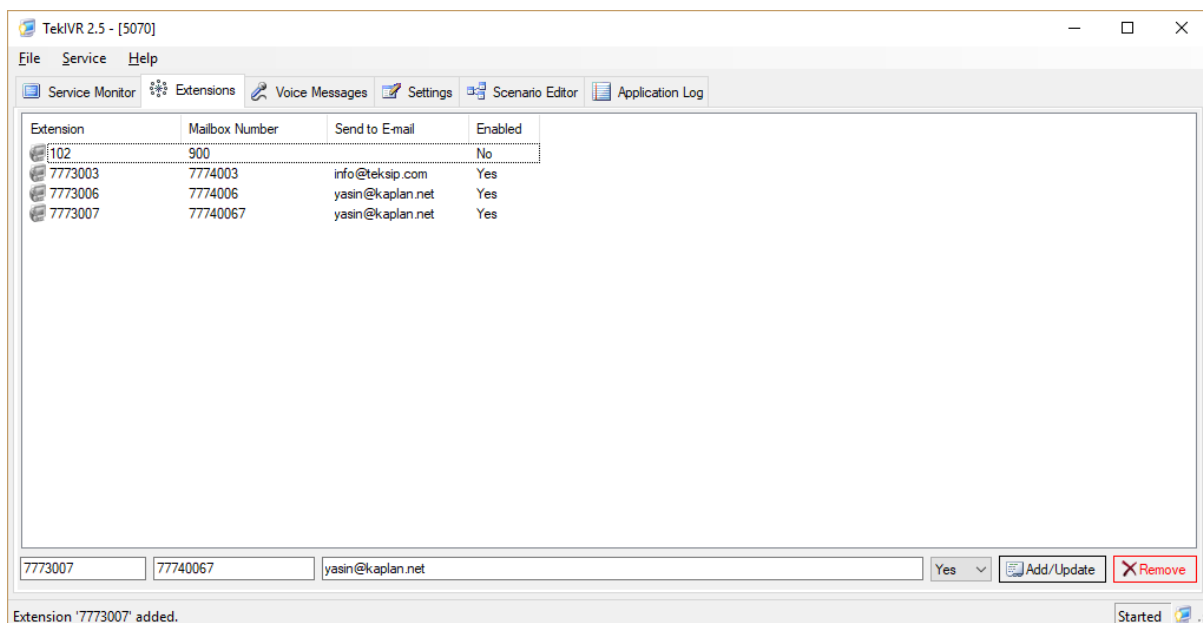 TekIVR 2.5 - [5070]
File Service Help
Service Monitor Extensions Voice Messages Settings Scenario Editor Application Log
Extension Mailbox Number Send to E-mail Enabled
102 900 No
7773003 7774003 info@teksip.com Yes
7773006 7774006 yasin@kaplan.net Yes
7773007 77740067 yasin@kaplan.net Yes
7773007 77740067 yasin@kaplan.net Yes Add/Update Remove
Extension '7773007' added. Started